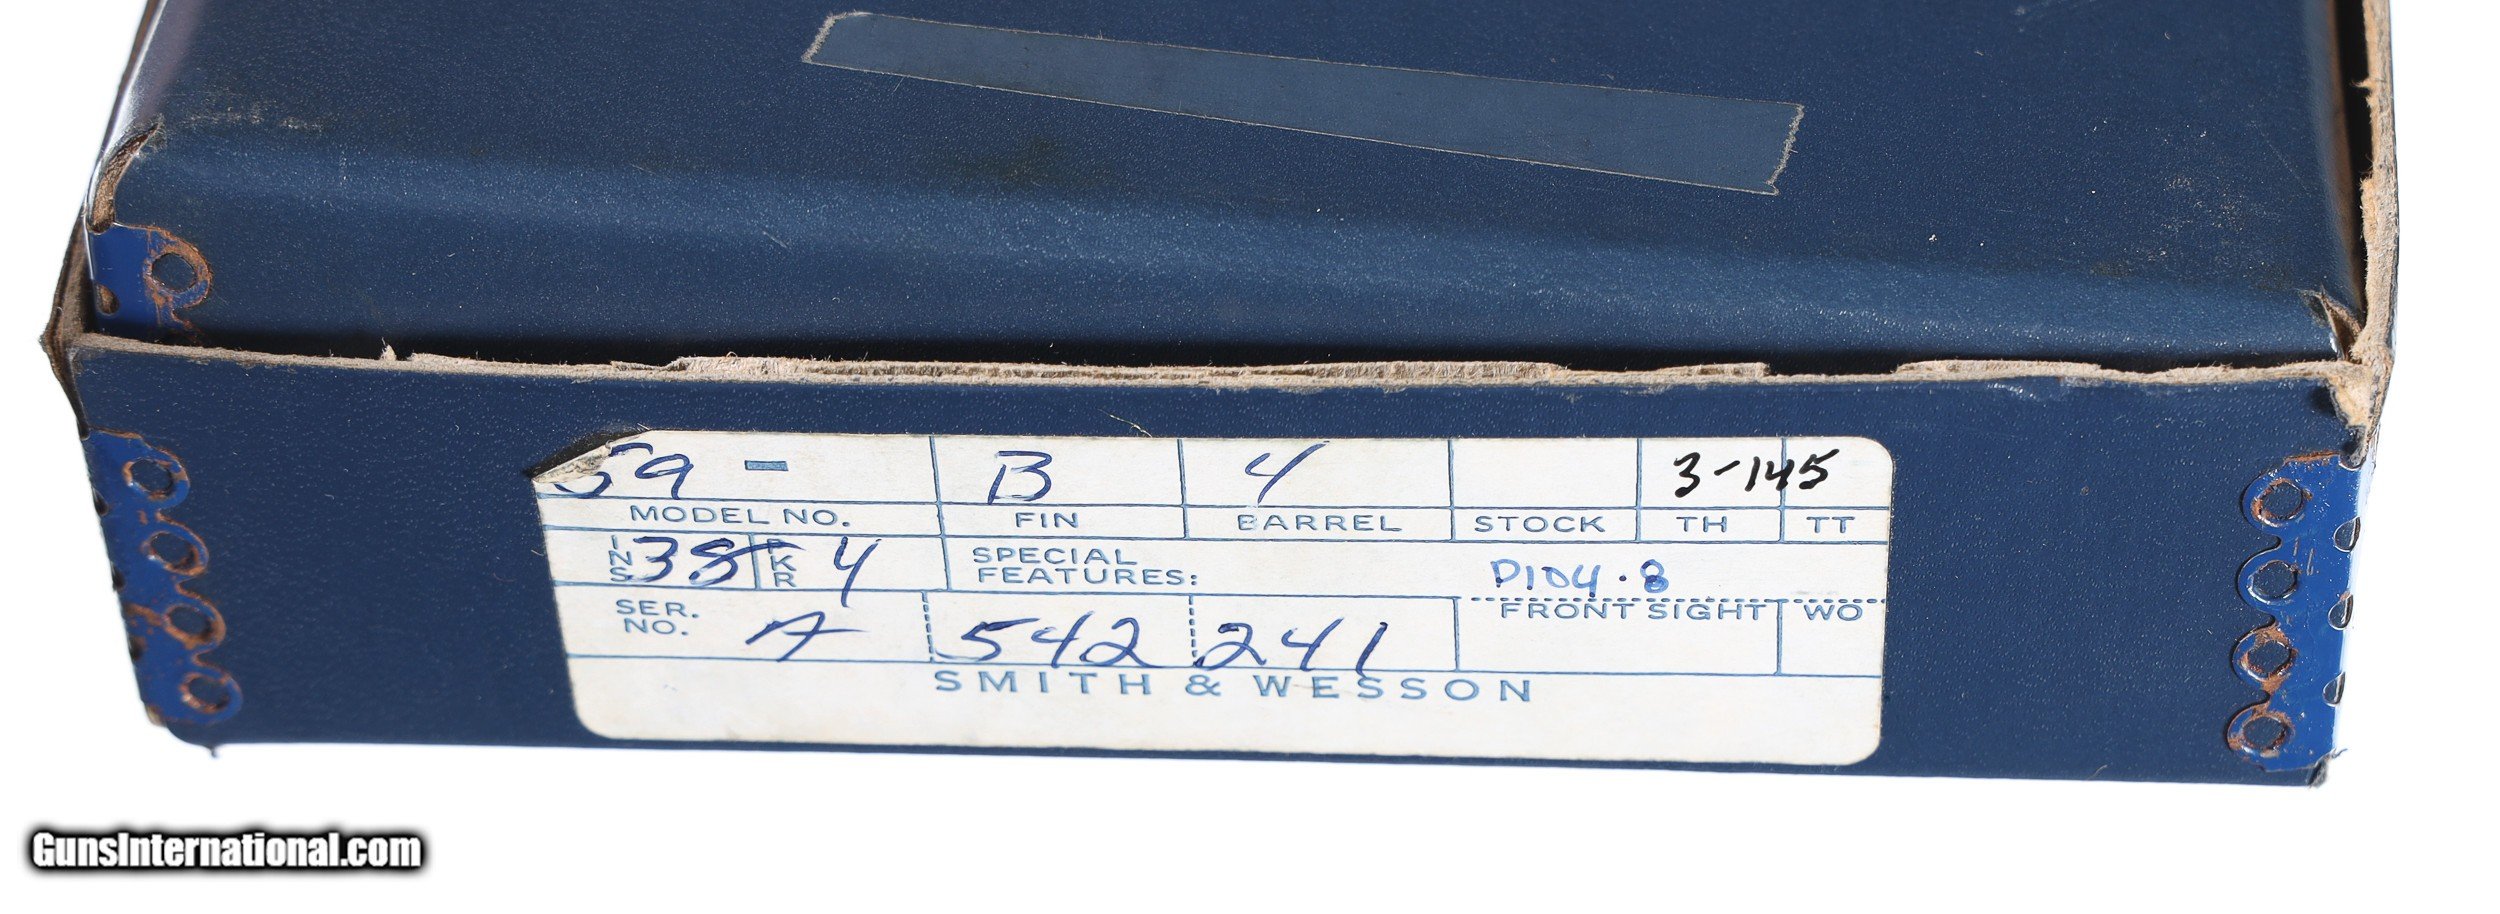 59 - B 4 3-145
MODEL NO. FIN BARREL STOCK TH TT
INS 38 PKR 4 SPECIAL FEATURES: P104.8
SER. NO. A 542 241 FRONT SIGHT WO
SMITH & WESSON
GunsInternational.com